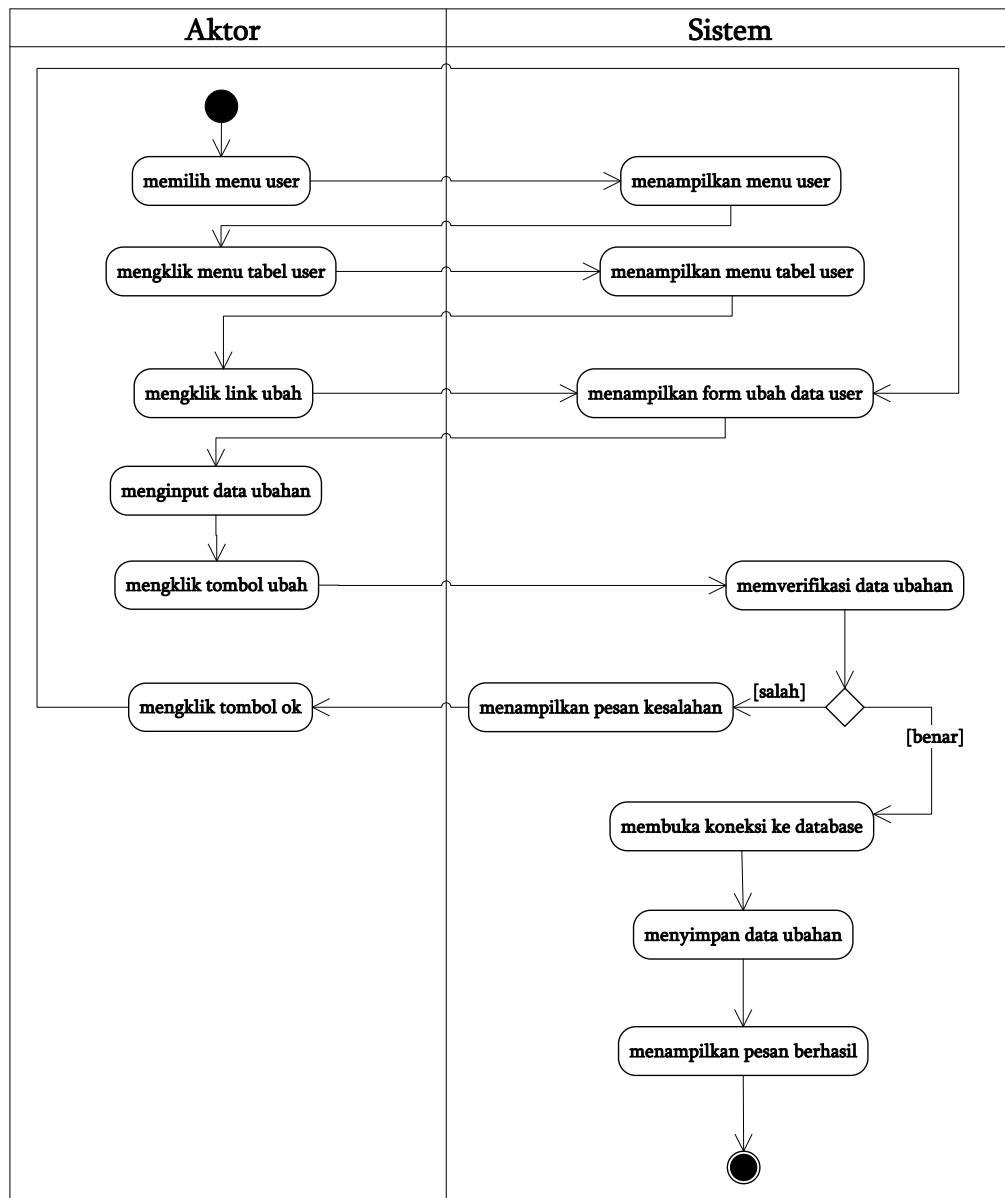 Aktor
Sistem
memilih menu user
menampilkan menu user
mengklik menu tabel user
menampilkan menu tabel user
mengklik link ubah
menampilkan form ubah data user
menginput data ubahan
mengklik tombol ubah
memverifikasi data ubahan
mengklik tombol ok
menampilkan pesan kesalahan
[salah]
[benar]
membuka koneksi ke database
menyimpan data ubahan
menampilkan pesan berhasil